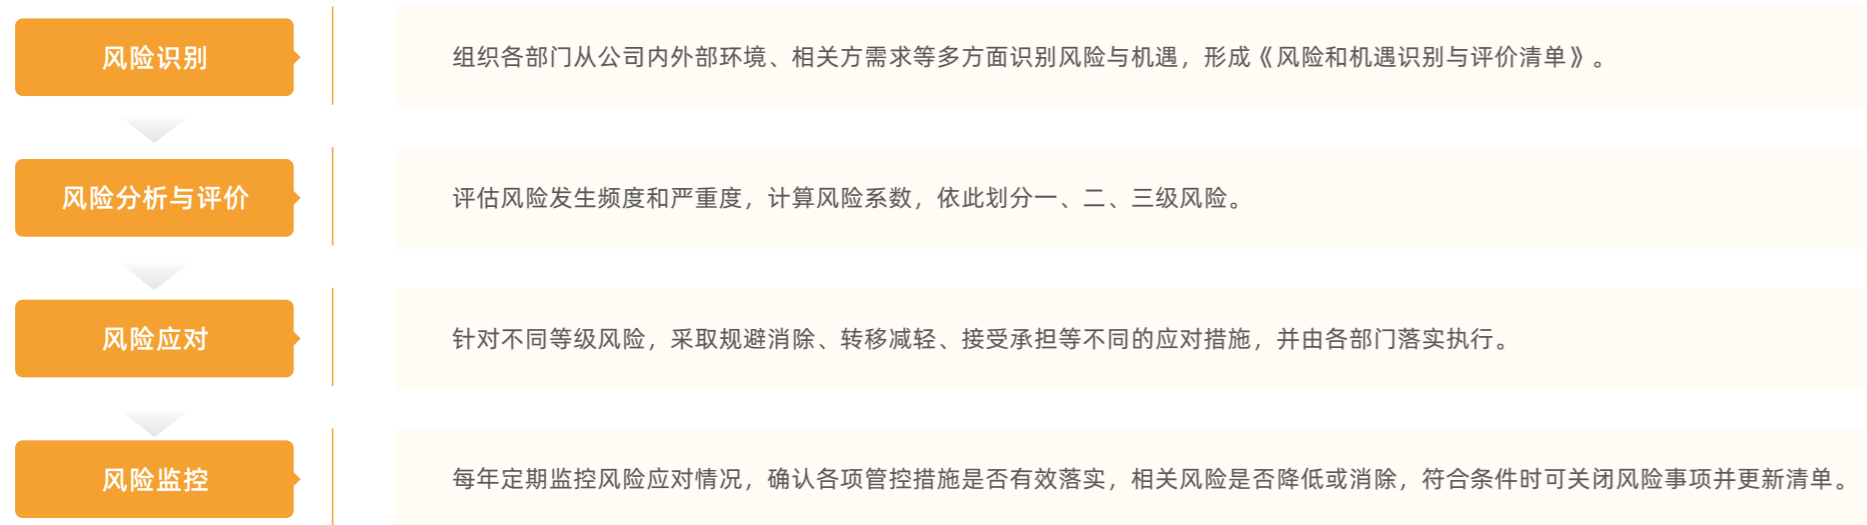 风险识别
组织各部门从公司内外部环境、相关方需求等多方面识别风险与机遇，形成《风险和机遇识别与评价清单》。
风险分析与评价
评估风险发生频度和严重度，计算风险系数，依此划分一、二、三级风险。
风险应对
针对不同等级风险，采取规避消除、转移减轻、接受承担等不同的应对措施，并由各部门落实执行。
风险监控
每年定期监控风险应对情况，确认各项管控措施是否有效落实，相关风险是否降低或消除，符合条件时可关闭风险事项并更新清单。